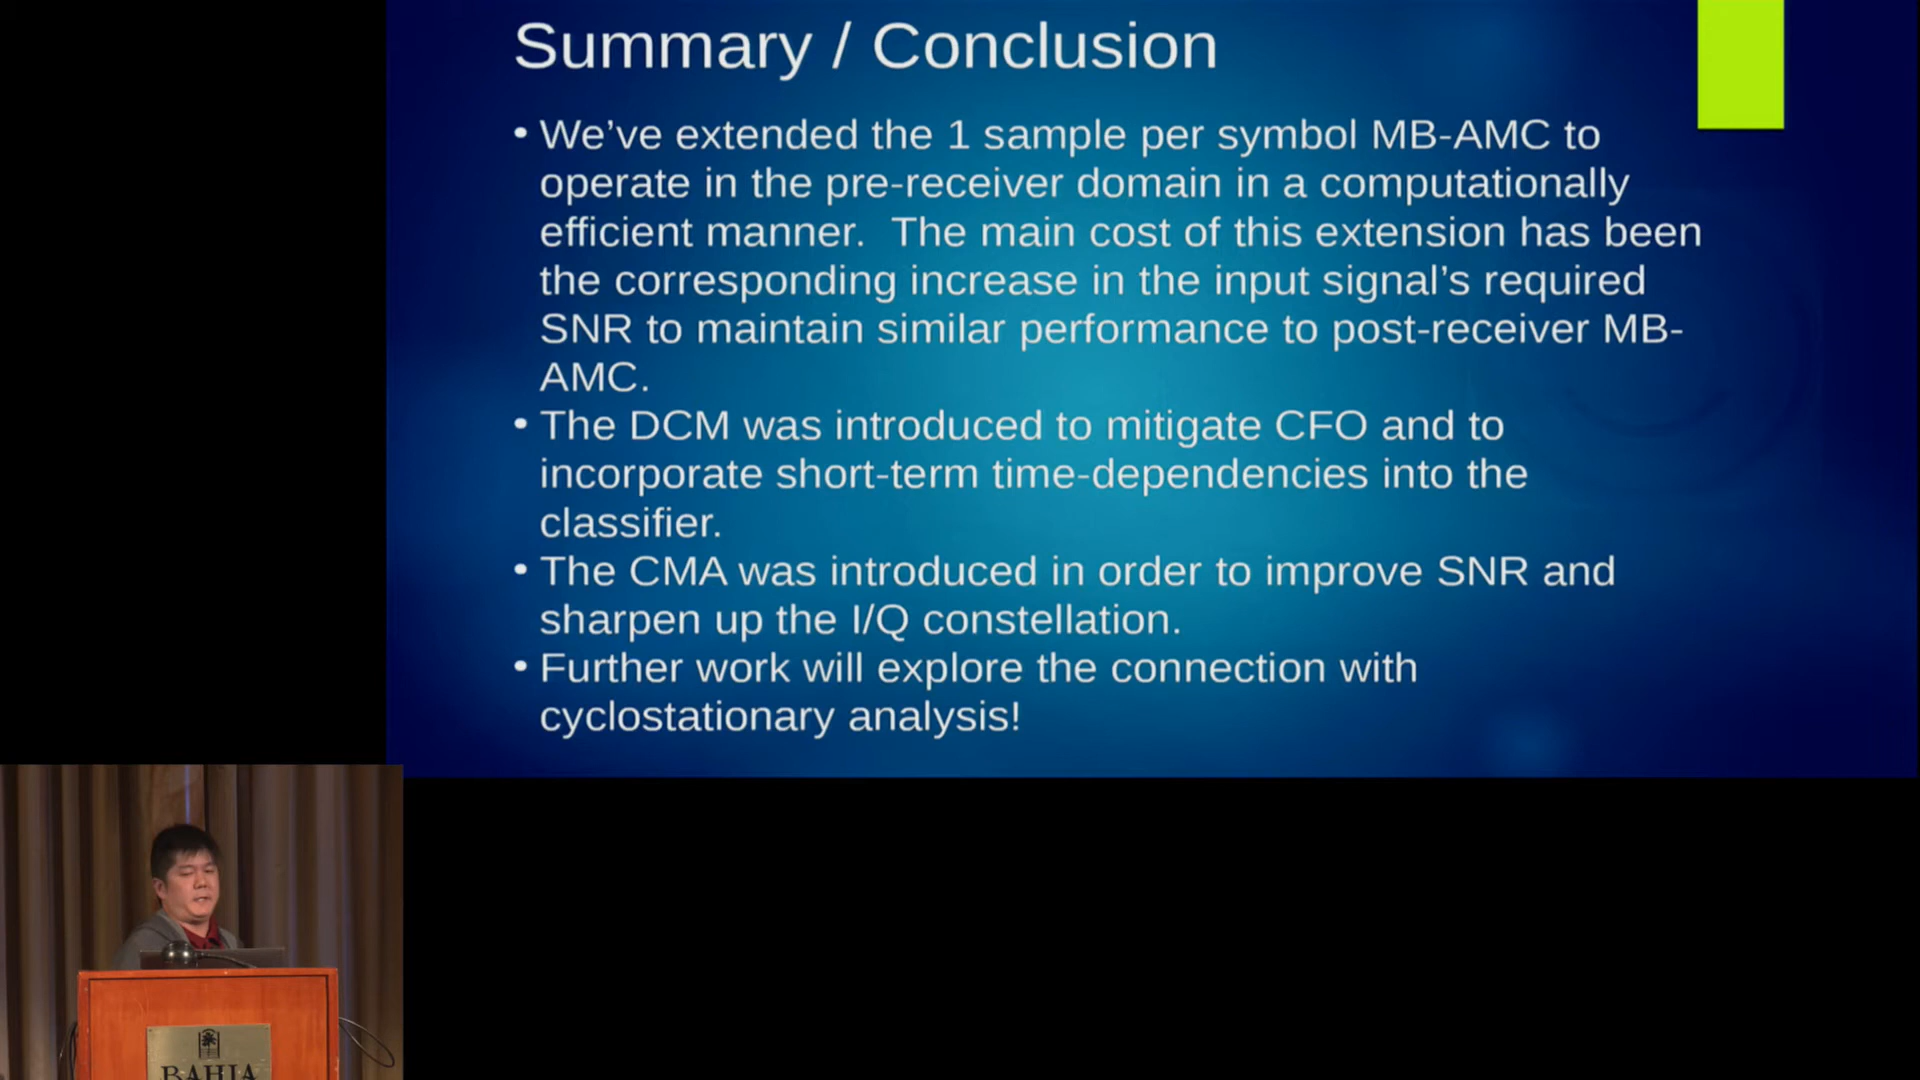 Summary / Conclusion
• We’ve extended the 1 sample per symbol MB-AMC to
operate in the pre-receiver domain in a computationally
efficient manner.  The main cost of this extension has been
the corresponding increase in the input signal’s required
SNR to maintain similar performance to post-receiver MB-
AMC.
• The DCM was introduced to mitigate CFO and to
incorporate short-term time-dependencies into the
classifier.
• The CMA was introduced in order to improve SNR and
sharpen up the I/Q constellation.
• Further work will explore the connection with
cyclostationary analysis!
BAHIA